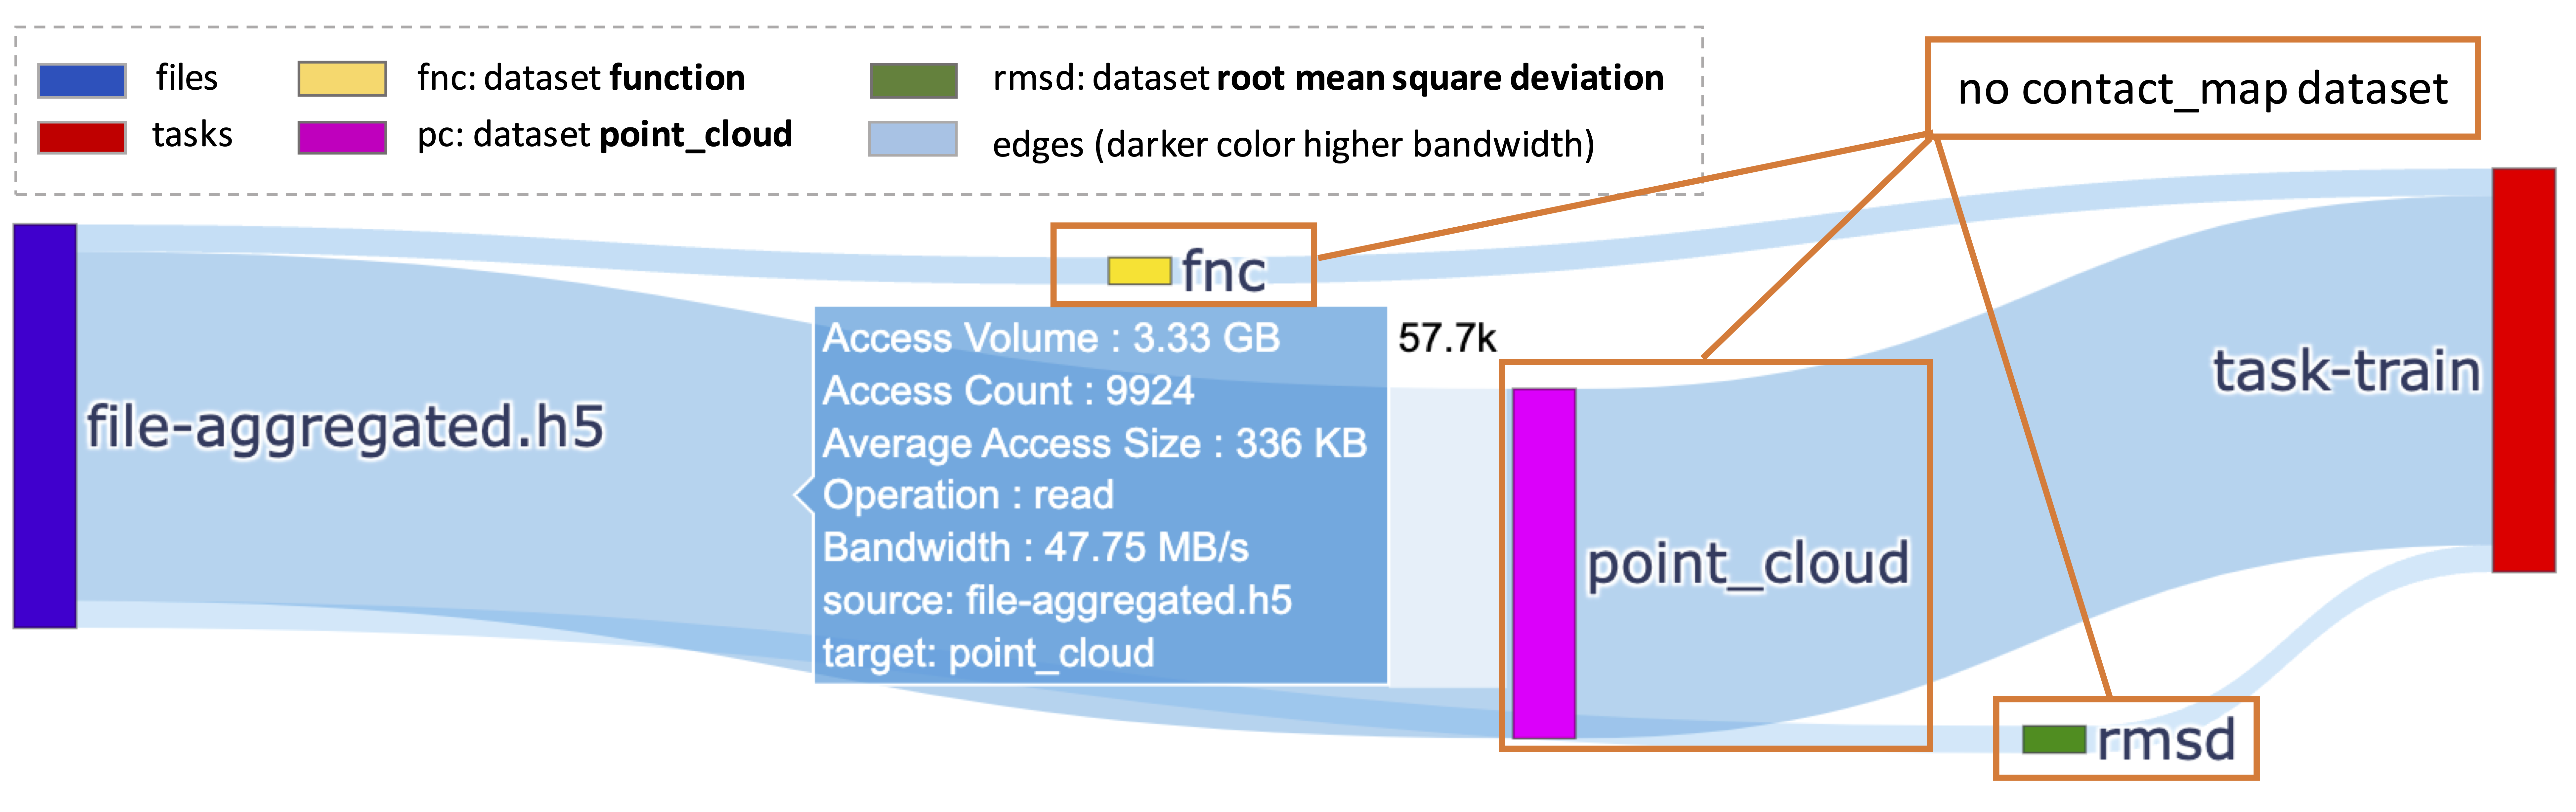 files
fnc: dataset function
rmsd: dataset root mean square deviation
tasks
pc: dataset point_cloud
edges (darker color higher bandwidth)
no contact_map dataset
fnc
Access Volume : 3.33 GB
57.7k
Access Count : 9924
Average Access Size : 336 KB
Operation : read
Bandwidth : 47.75 MB/s
source: file-aggregated.h5
target: point_cloud
file-aggregated.h5
point_cloud
task-train
rmsd